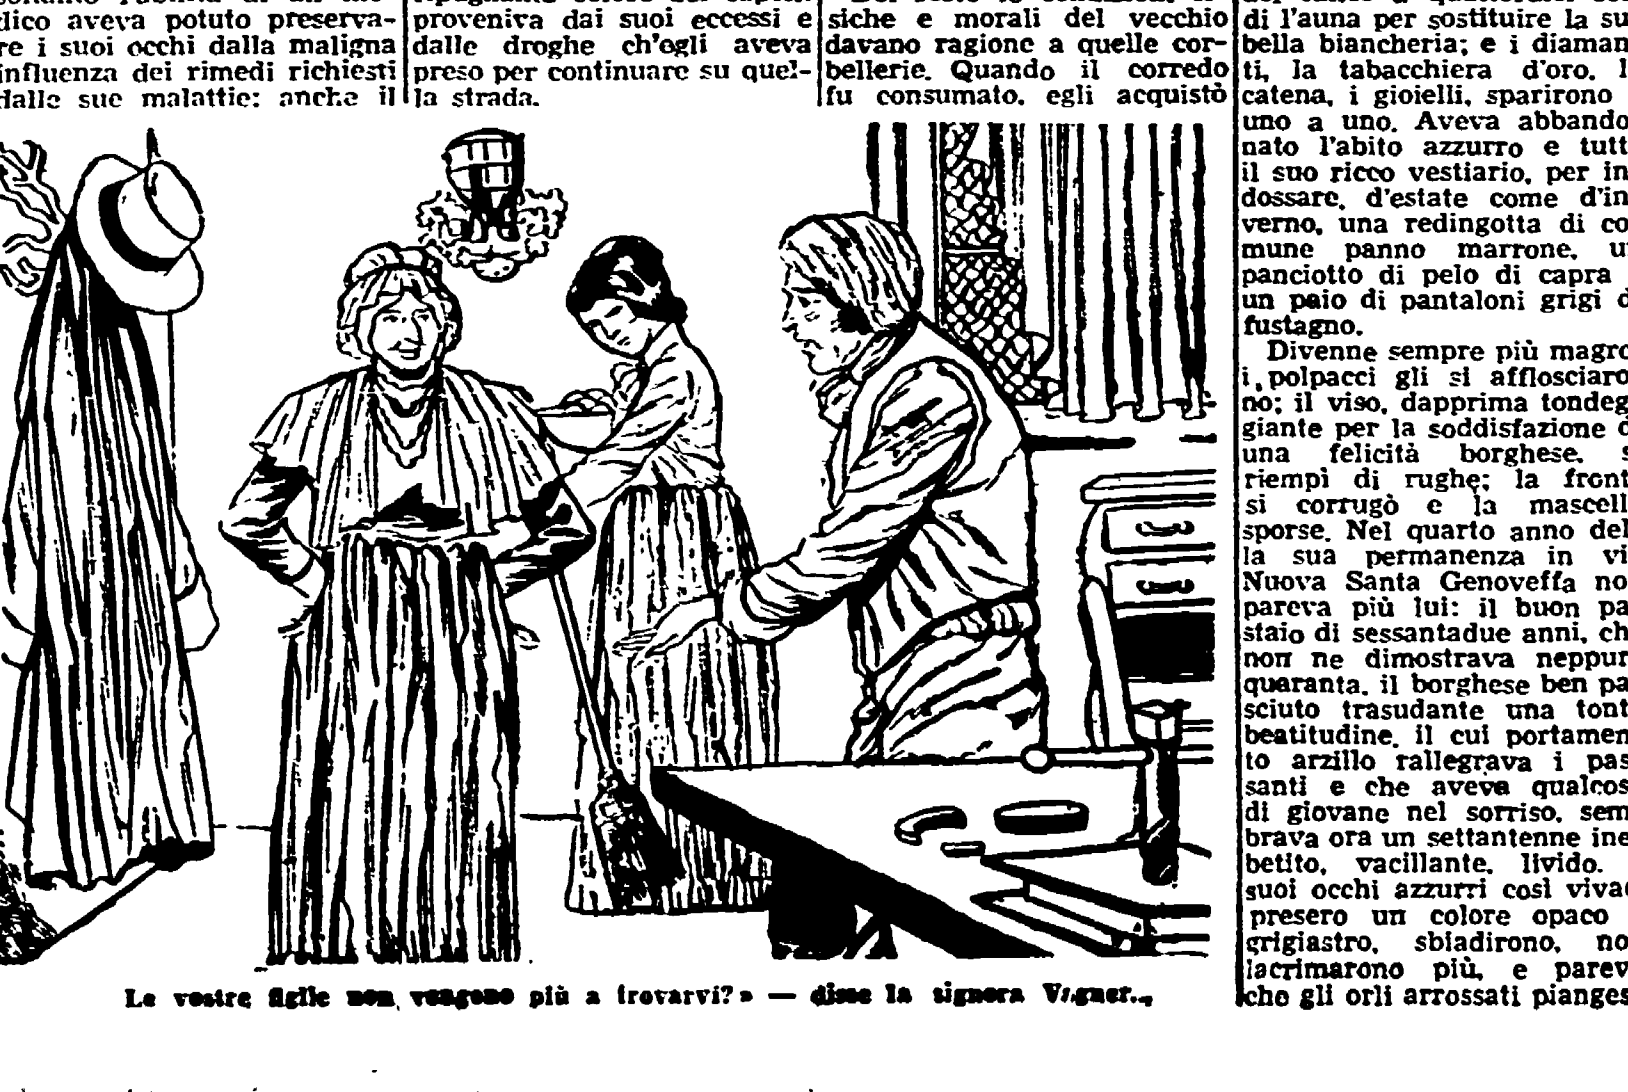 dico aveva potuto preserva-
re i suoi occhi dalla maligna
influenza dei rimedi richiesti
dalle sue malattie: anche il
proveniva dai suoi eccessi e
dalle droghe ch'egli aveva
preso per continuare su quel-
la strada.
siche e morali del vecchio
davano ragione a quelle cor-
bellerie. Quando il corredo
fu consumato, egli acquistò
di l'auna per sostituire la su
bella biancheria; e i diaman
ti, la tabacchiera d'oro, l
catena, i gioielli, sparirono
uno a uno. Aveva abbando
nato l'abito azzurro e tutt
il suo ricco vestiario, per in
dossare, d'estate come d'in
verno, una redingotta di co
mune panno marrone, u
panciotto di pelo di capra
un paio di pantaloni grigi d
fustagno.
Divenne sempre più magro
i polpacci gli si afflosciaro
no; il viso, dapprima tondeg
giante per la soddisfazione d
una felicità borghese, s
riempì di rughe; la front
si corrugò e la mascell
sporse. Nel quarto anno del
la sua permanenza in vi
Nuova Santa Genoveffa no
pareva più lui: il buon pa
staio di sessantadue anni, ch
non ne dimostrava neppur
quaranta, il borghese ben pa
sciuto trasudante una tont
beatitudine, il cui portamen
to arzillo rallegrava i pas
santi e che aveva qualcos
di giovane nel sorriso, sem
brava ora un settantenne ine
betito, vacillante, livido.
suoi occhi azzurri così viva
presero un colore opaco
grigiastro, sbiadirono, no
lacrimarono più, e parev
che gli orli arrossati pianges
Le vostre figlie non vengono più a trovarvi?» — disse la signora